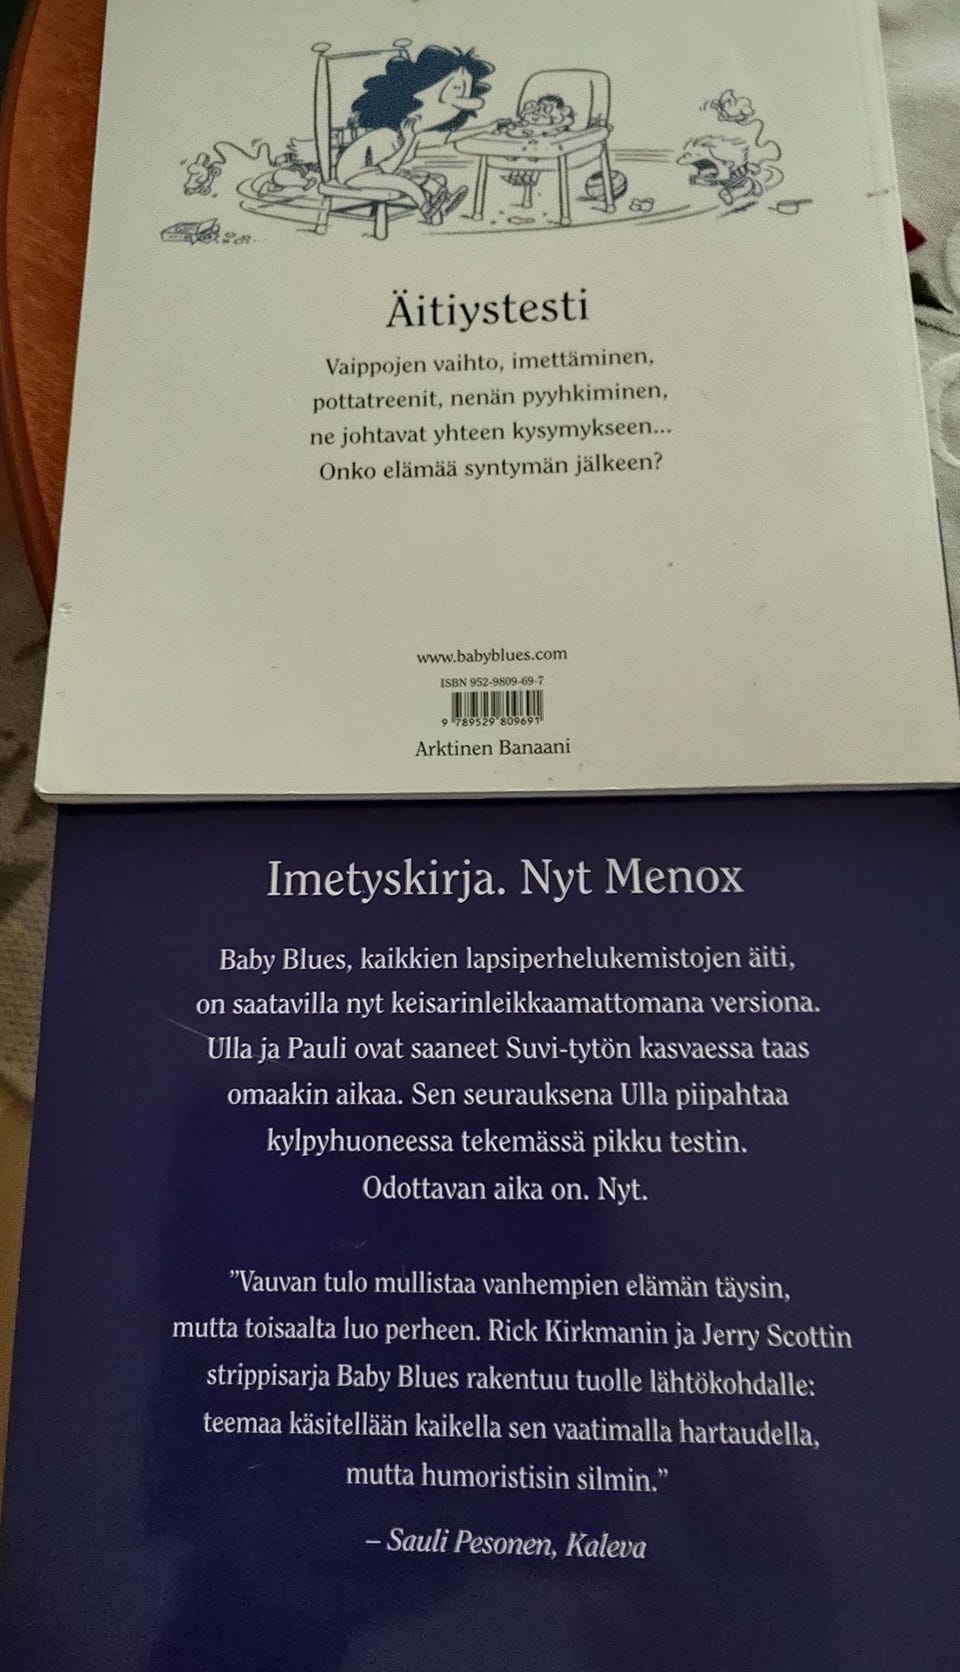 Äitiystesti
Vaippojen vaihto, imettäminen,
pottatreenit, nenän pyyhkiminen,
ne johtavat yhteen kysymykseen...
Onko elämää syntymän jälkeen?
www.babyblues.com
ISBN 952-9809-69-7
9 789529 809691
Arktinen Banaani
Imetyskirja. Nyt Menox
Baby Blues, kaikkien lapsiperhelukemistojen äiti,
on saatavilla nyt keisarinleikkaamattomana versiona.
Ulla ja Pauli ovat saaneet Suvi-tytön kasvaessa taas
omaakin aikaa. Sen seurauksena Ulla piipahtaa
kylpyhuoneessa tekemässä pikku testin.
Odottavan aika on. Nyt.
”Vauvan tulo mullistaa vanhempien elämän täysin,
mutta toisaalta luo perheen. Rick Kirkmanin ja Jerry Scottin
strippisarja Baby Blues rakentuu tuolle lähtökohdalle:
teemaa käsitellään kaikella sen vaatimalla hartaudella,
mutta humoristisin silmin.”
– Sauli Pesonen, Kaleva